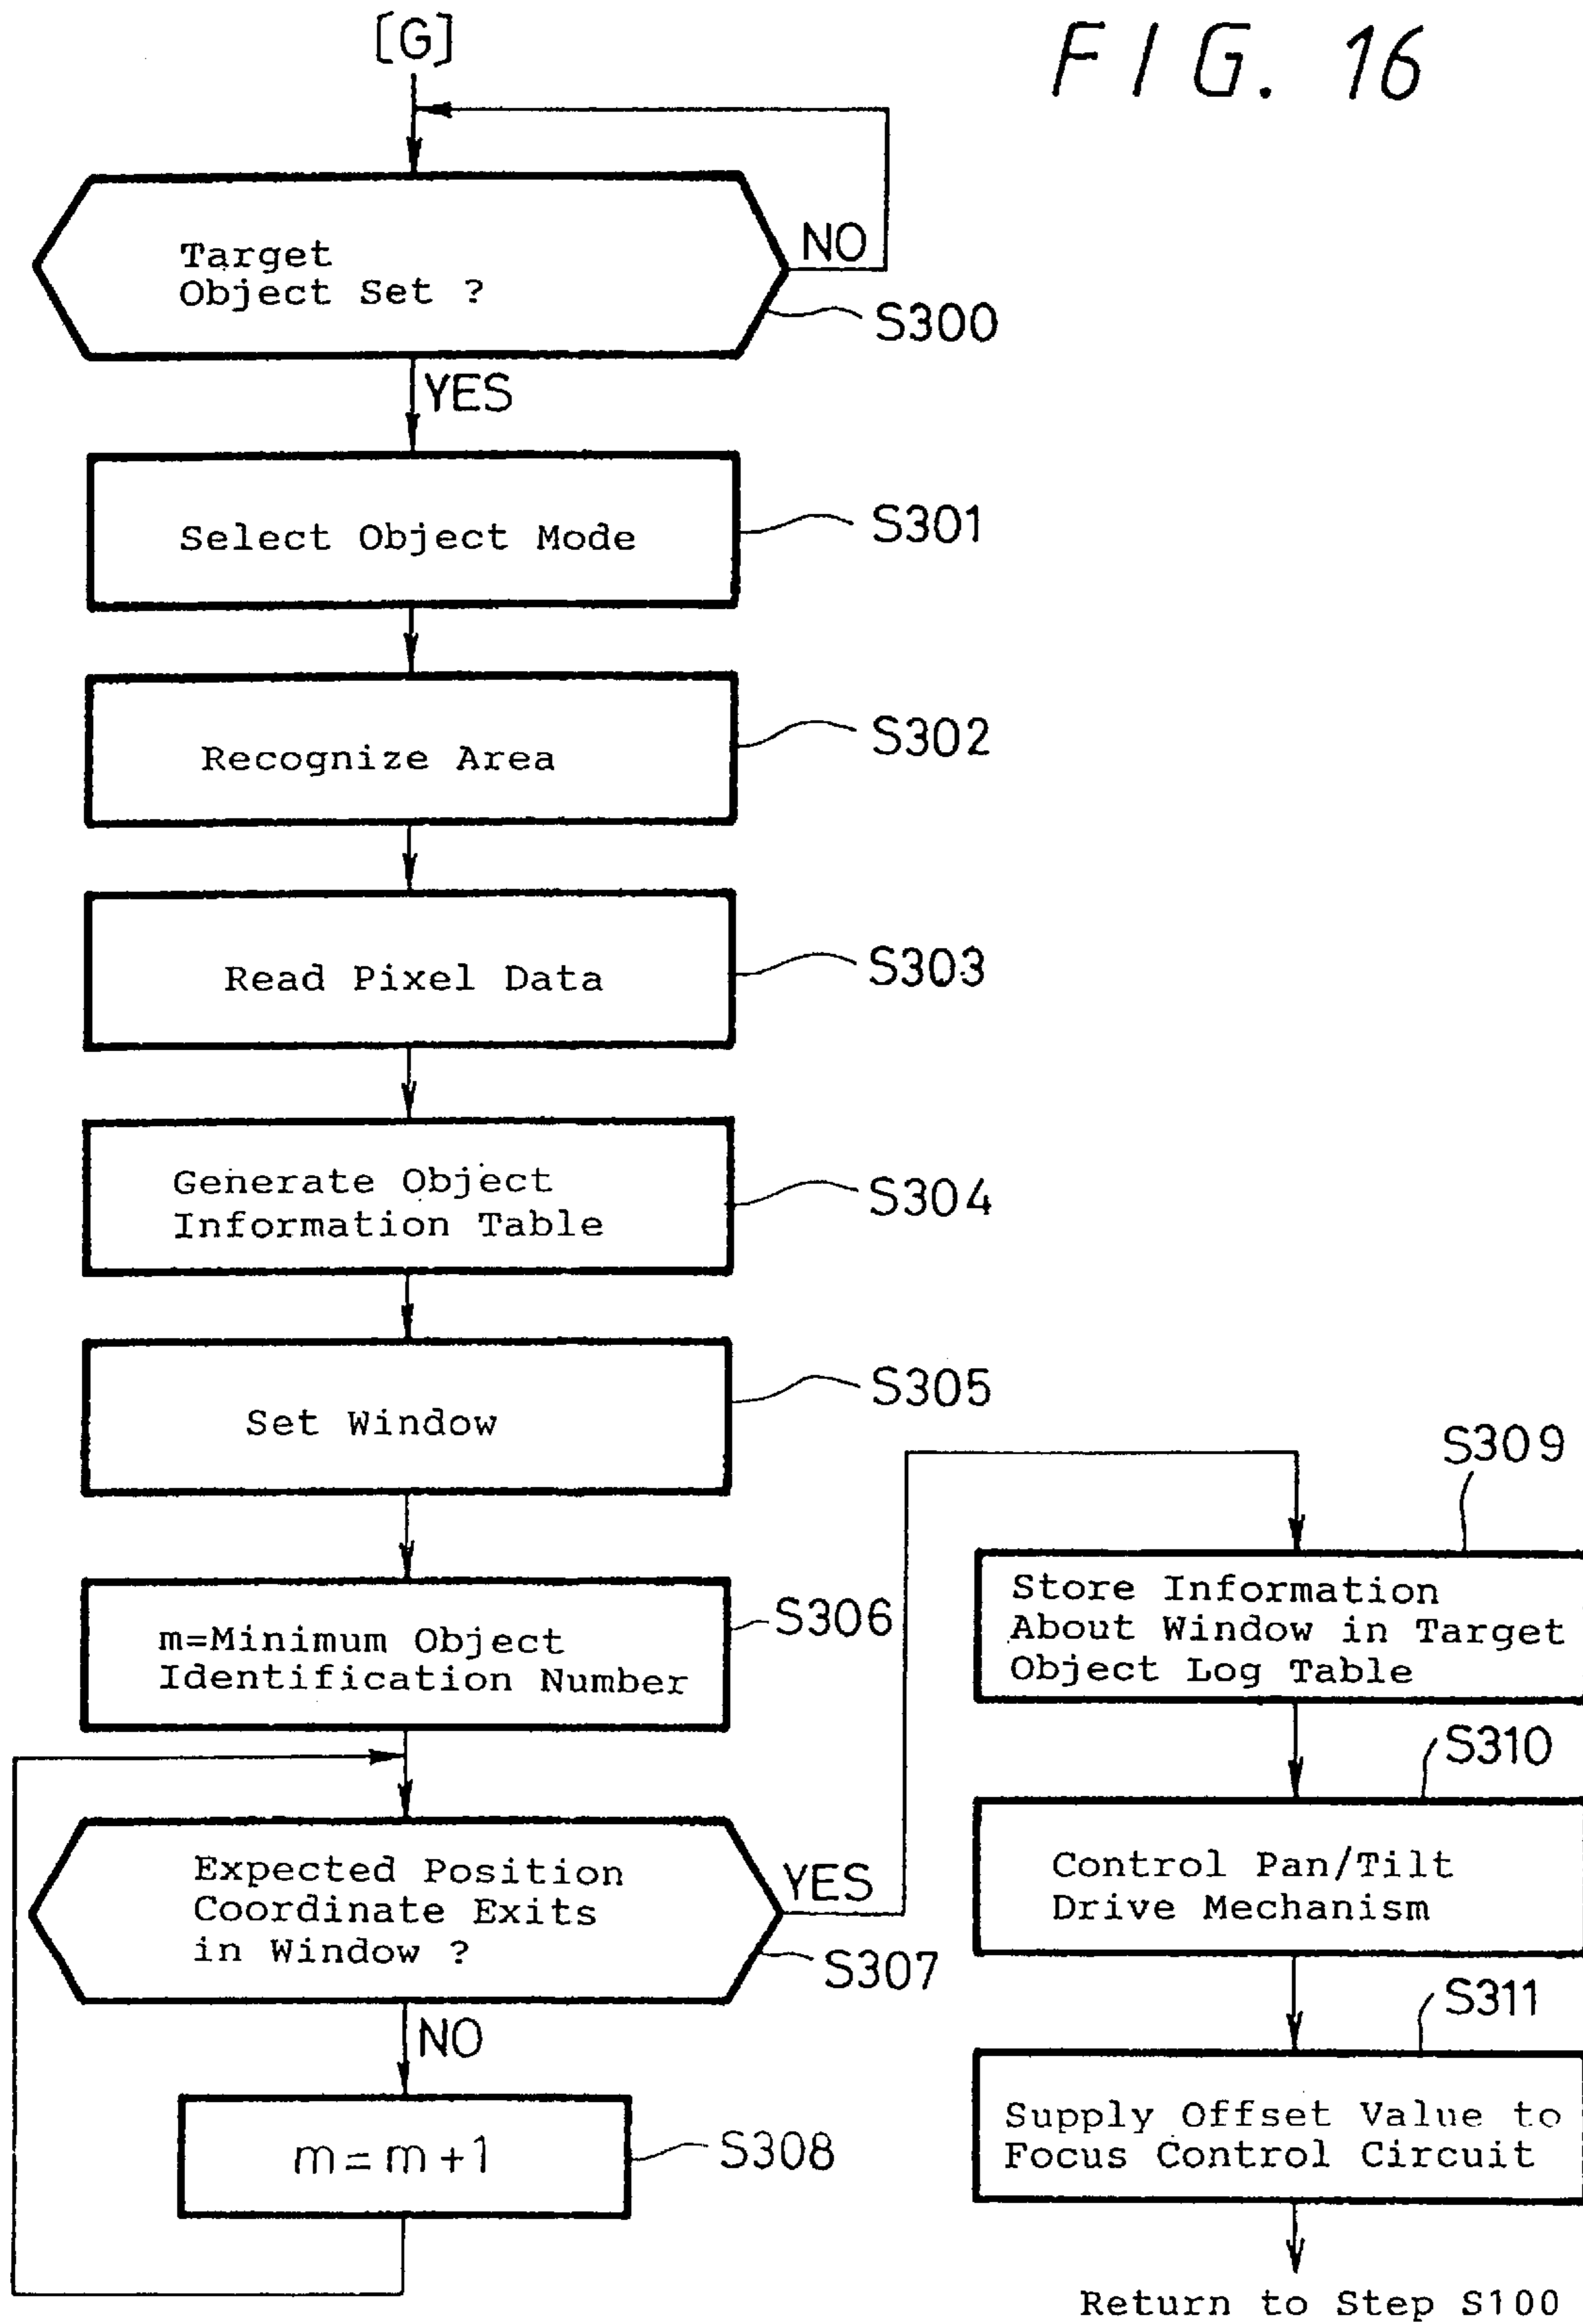 [G]
FIG. 16
Target
Object Set ?
NO
S300
YES
Select Object Mode
S301
Recognize Area
S302
Read Pixel Data
S303
Generate Object
Information Table
S304
Set Window
S305
m=Minimum Object
Identification Number
S306
Expected Position
Coordinate Exits
in Window ?
YES
S307
NO
m=m+1
S308
S309
Store Information
About Window in Target
Object Log Table
S310
Control Pan/Tilt
Drive Mechanism
S311
Supply Offset Value to
Focus Control Circuit
Return to Step S100